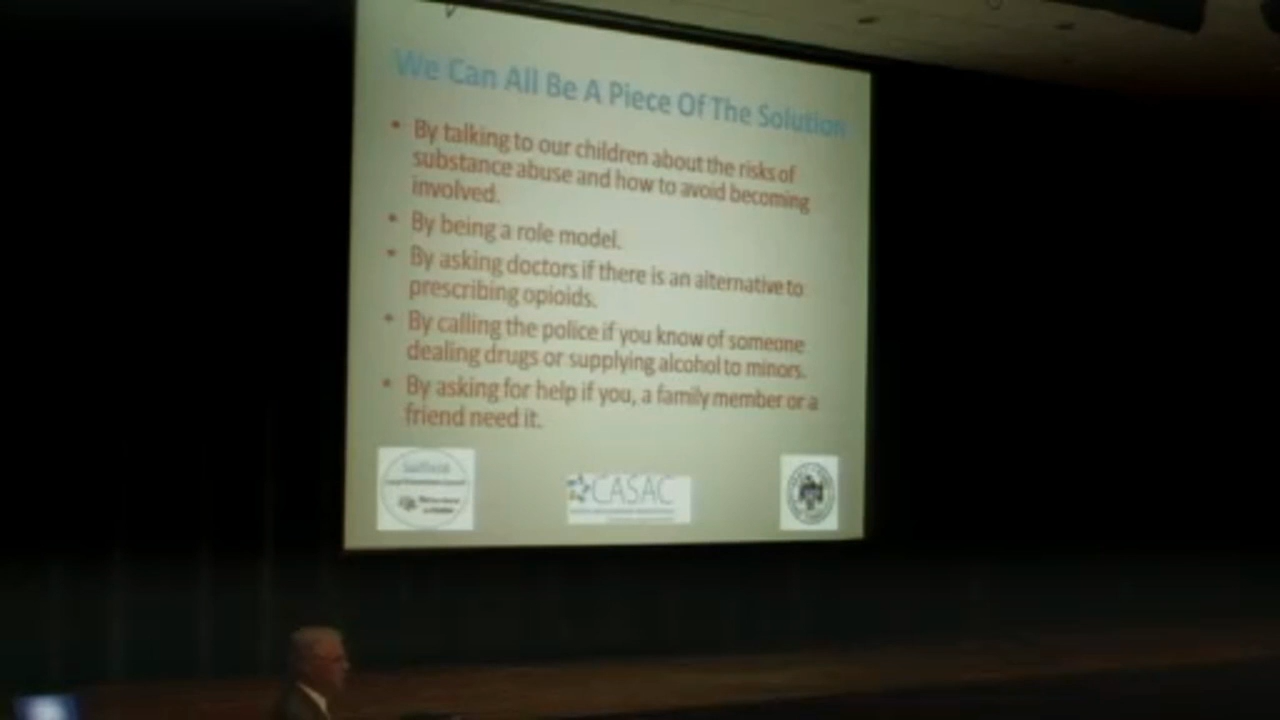 We Can All Be A Piece Of The Solution
• By talking to our children about the risks of
substance abuse and how to avoid becoming
involved.
• By being a role model.
• By asking doctors if there is an alternative to
prescribing opioids.
• By calling the police if you know of someone
dealing drugs or supplying alcohol to minors.
• By asking for help if you, a family member or a
friend need it.
CASAC